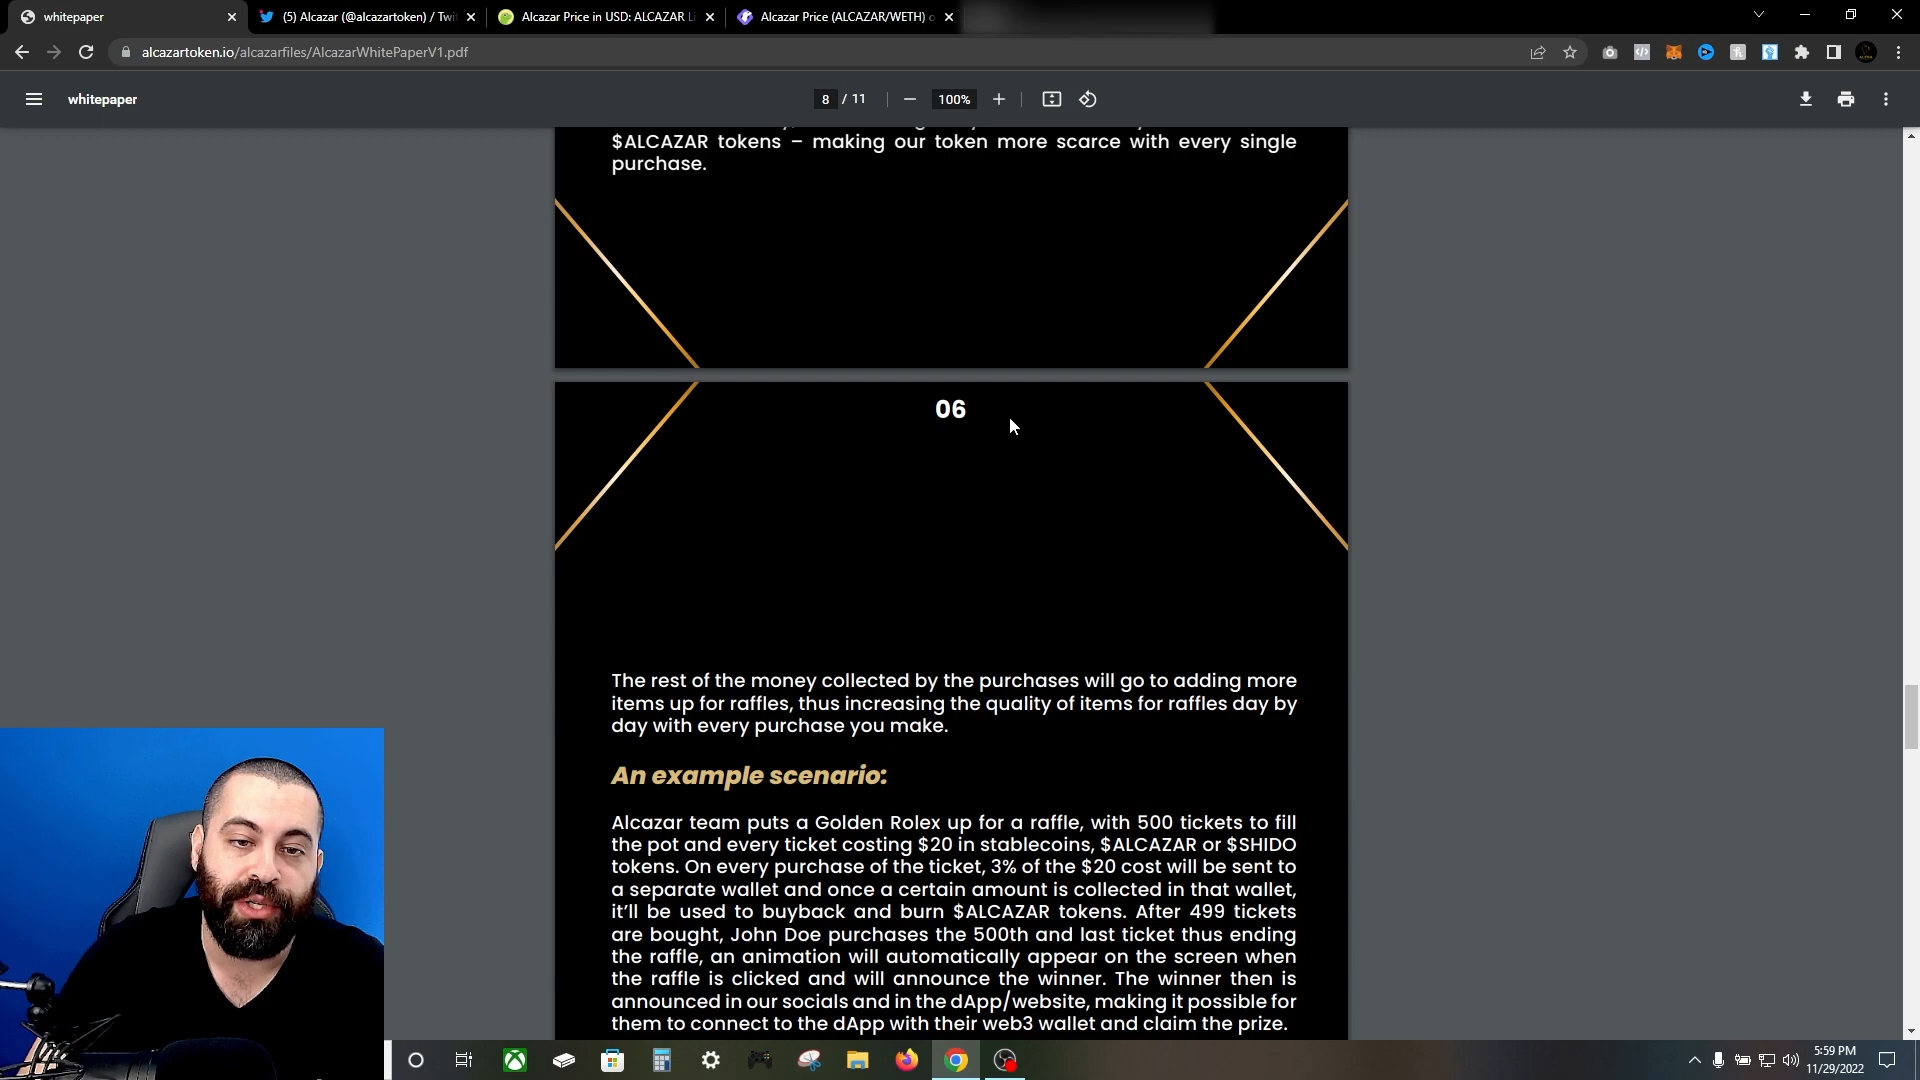 whitepaper
(5) Alcazar (@alcazartoken) / Twit
Alcazar Price in USD: ALCAZAR Li
Alcazar Price (ALCAZAR/WETH) o
alcazartoken.io/alcazarfiles/AlcazarWhitePaperV1.pdf
whitepaper
8 / 11
100%
$ALCAZAR tokens – making our token more scarce with every single
purchase.
06
The rest of the money collected by the purchases will go to adding more
items up for raffles, thus increasing the quality of items for raffles day by
day with every purchase you make.
An example scenario:
Alcazar team puts a Golden Rolex up for a raffle, with 500 tickets to fill
the pot and every ticket costing $20 in stablecoins, $ALCAZAR or $SHIDO
tokens. On every purchase of the ticket, 3% of the $20 cost will be sent to
a separate wallet and once a certain amount is collected in that wallet,
it'll be used to buyback and burn $ALCAZAR tokens. After 499 tickets
are bought, John Doe purchases the 500th and last ticket thus ending
the raffle, an animation will automatically appear on the screen when
the raffle is clicked and will announce the winner. The winner then is
announced in our socials and in the dApp/website, making it possible for
them to connect to the dApp with their web3 wallet and claim the prize.
5:59 PM
11/29/2022